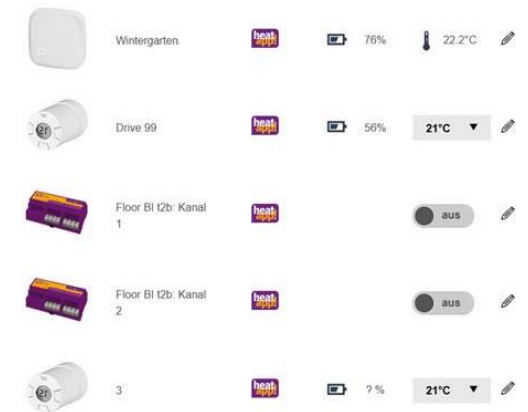 Wintergarten heat app! 76% 22.2°C
Drive 99 heat app! 56% 21°C
Floor BI t2b: Kanal
1 heat app! aus
Floor BI t2b: Kanal
2 heat app! aus
3 heat app! ? % 21°C